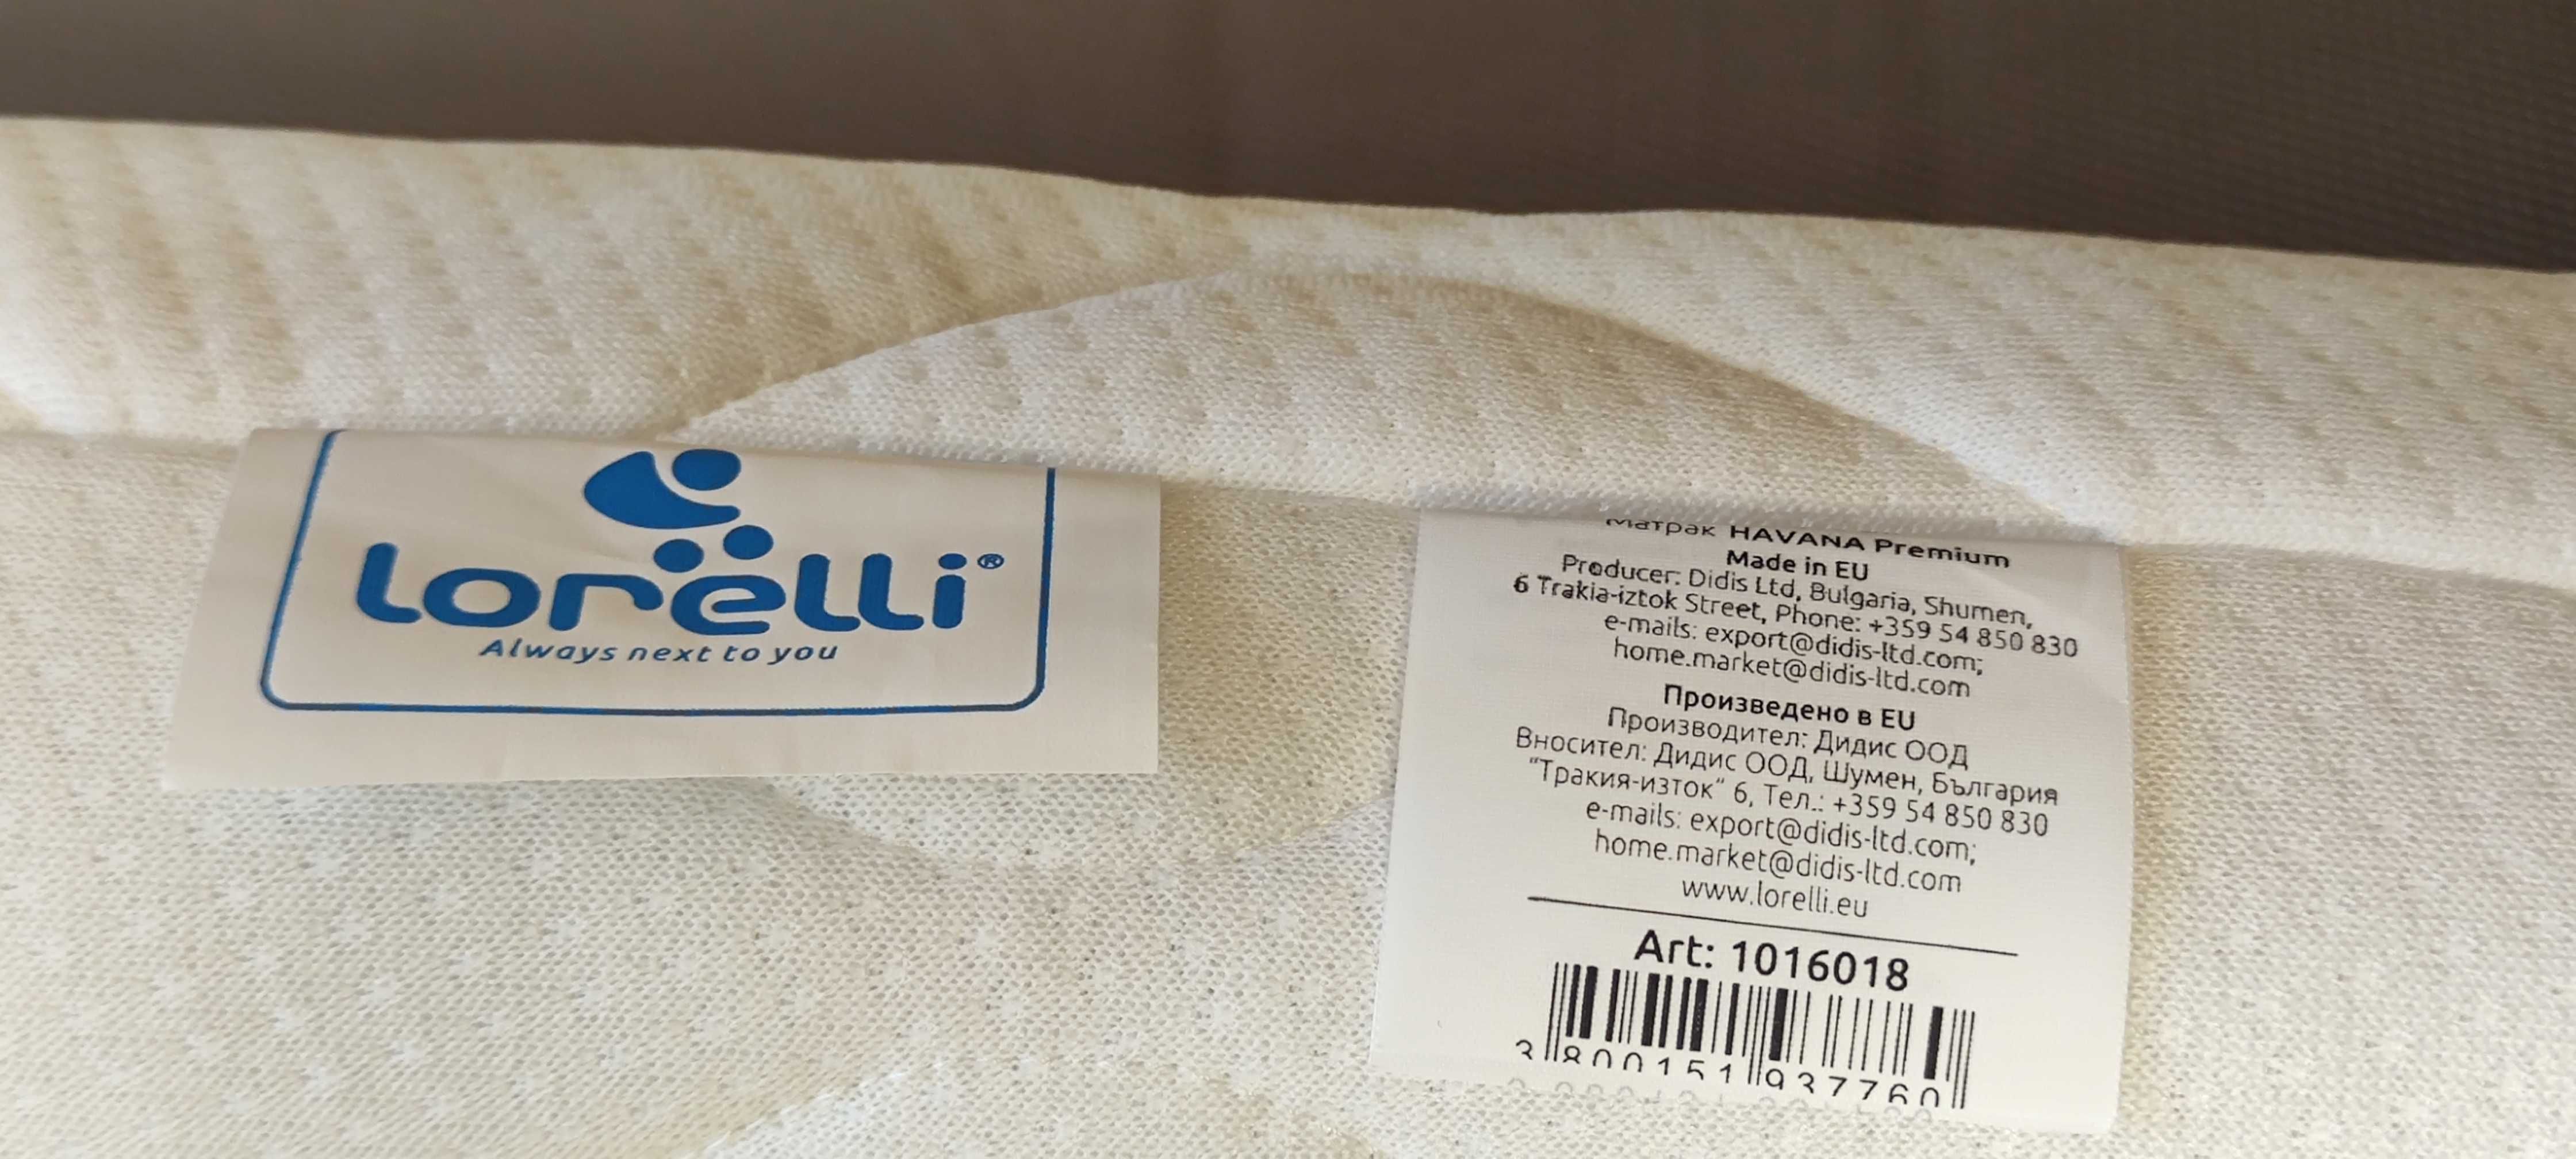 lorelli®
Always next to you
Матрак HAVANA Premium
Made in EU
Producer: Didis Ltd, Bulgaria, Shumen,
6 Trakia-iztok Street, Phone: +359 54 850 830
e-mails: export@didis-ltd.com;
home.market@didis-ltd.com
Произведено в EU
Производител: Дидис ООД
Вносител: Дидис ООД, Шумен, България
"Тракия-изток" 6, Тел.: +359 54 850 830
e-mails: export@didis-ltd.com;
home.market@didis-ltd.com
www.lorelli.eu
Art: 1016018
3 800151 937760